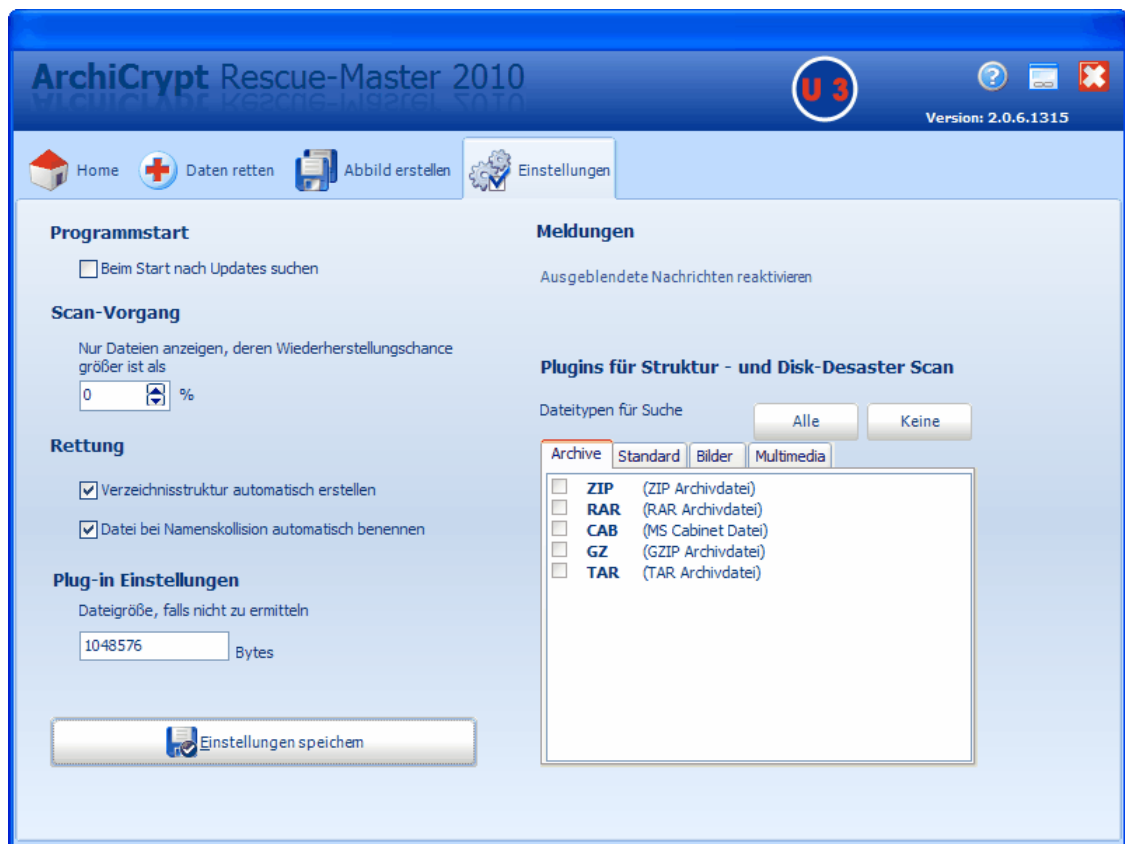 ArchiCrypt Rescue-Master 2010
U 3
Version: 2.0.6.1315
Home
Daten retten
Abbild erstellen
Einstellungen
Programmstart
Beim Start nach Updates suchen
Scan-Vorgang
Nur Dateien anzeigen, deren Wiederherstellungschance
größer ist als
0 %
Rettung
Verzeichnisstruktur automatisch erstellen
Datei bei Namenskollision automatisch benennen
Plug-in Einstellungen
Dateigröße, falls nicht zu ermitteln
1048576 Bytes
Einstellungen speichern
Meldungen
Ausgeblendete Nachrichten reaktivieren
Plugins für Struktur - und Disk-Desaster Scan
Dateitypen für Suche
Alle
Keine
Archive
Standard
Bilder
Multimedia
ZIP (ZIP Archivdatei)
RAR (RAR Archivdatei)
CAB (MS Cabinet Datei)
GZ (GZIP Archivdatei)
TAR (TAR Archivdatei)